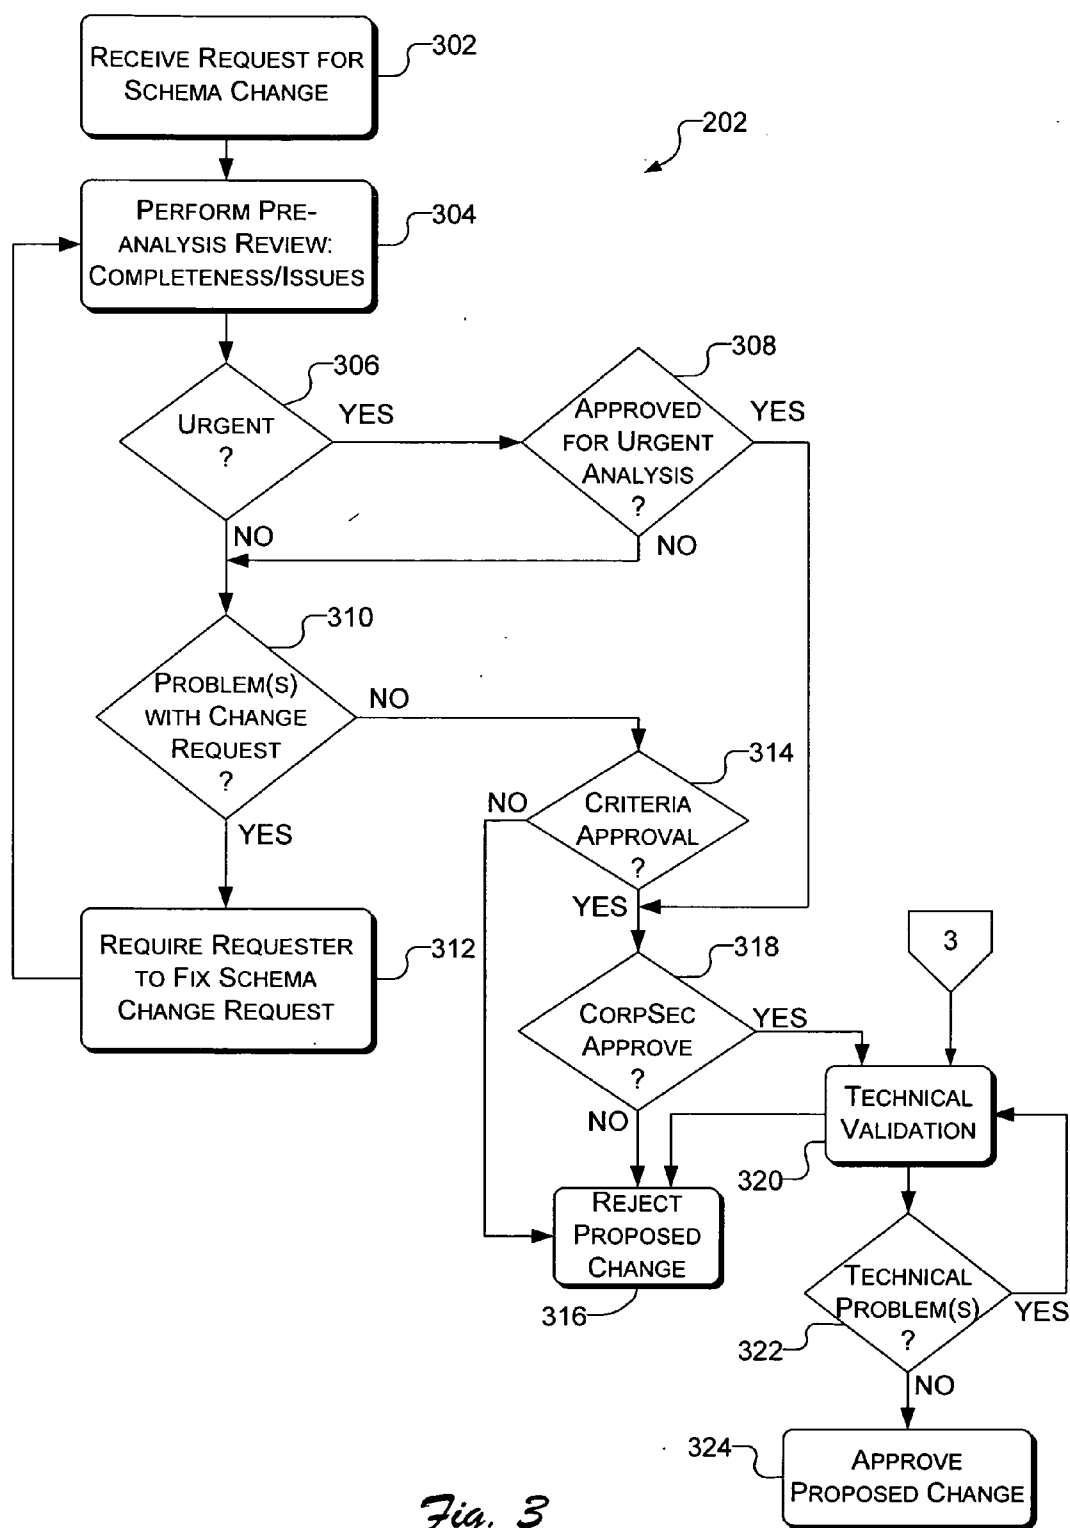 RECEIVE REQUEST FOR
SCHEMA CHANGE
302
202
PERFORM PRE-
ANALYSIS REVIEW:
COMPLETENESS/ISSUES
304
URGENT
?
306
YES
NO
APPROVED
FOR URGENT
ANALYSIS
?
308
YES
NO
PROBLEM(S)
WITH CHANGE
REQUEST
?
310
NO
YES
REQUIRE REQUESTER
TO FIX SCHEMA
CHANGE REQUEST
312
CRITERIA
APPROVAL
?
314
NO
YES
CORPSEC
APPROVE
?
318
YES
NO
3
TECHNICAL
VALIDATION
320
REJECT
PROPOSED
CHANGE
316
TECHNICAL
PROBLEM(S)
?
322
YES
NO
APPROVE
PROPOSED CHANGE
324
Fig. 3